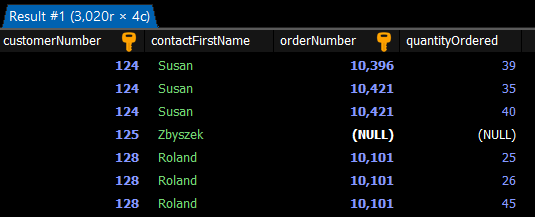 Result #1 (3,020r × 4c)
customerNumber contactFirstName orderNumber quantityOrdered
124 Susan 10,396 39
124 Susan 10,421 35
124 Susan 10,421 40
125 Zbyszek (NULL) (NULL)
128 Roland 10,101 25
128 Roland 10,101 26
128 Roland 10,101 45